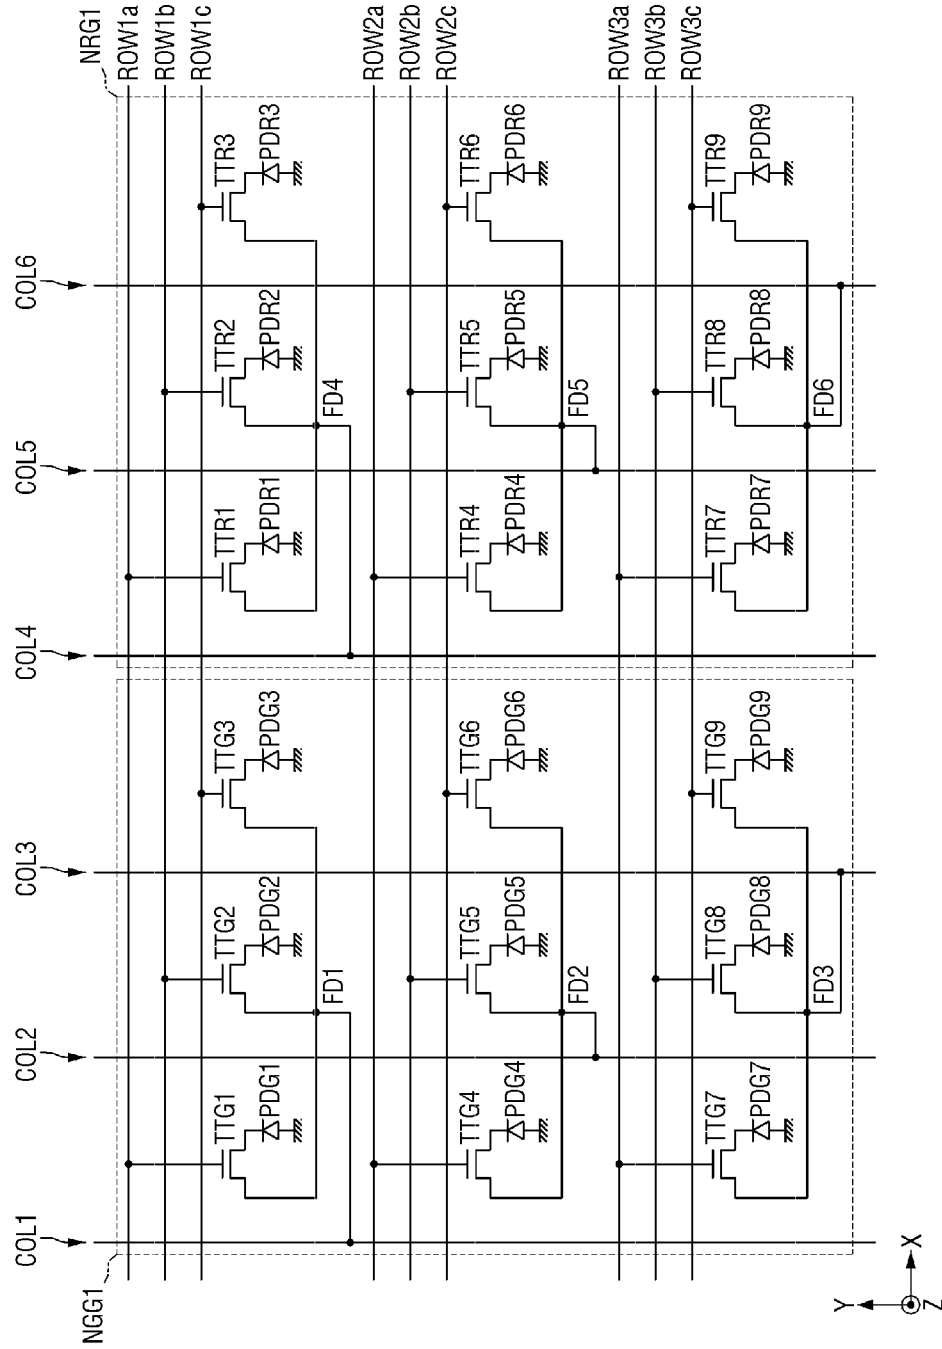 COL1
COL2
COL3
COL4
COL5
COL6
NGG1
NRG1
ROW1a
ROW1b
ROW1c
TTG1
PDG1
TTG2
PDG2
TTG3
PDG3
TTR1
PDR1
TTR2
PDR2
TTR3
PDR3
FD1
FD4
ROW2a
ROW2b
ROW2c
TTG4
PDG4
TTG5
PDG5
TTG6
PDG6
TTR4
PDR4
TTR5
PDR5
TTR6
PDR6
FD2
FD5
ROW3a
ROW3b
ROW3c
TTG7
PDG7
TTG8
PDG8
TTG9
PDG9
TTR7
PDR7
TTR8
PDR8
TTR9
PDR9
FD3
FD6
Y
X
Z